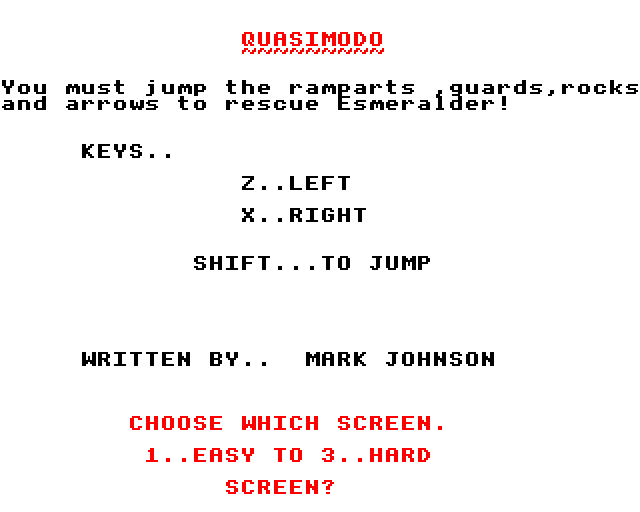 QUASIMODO
You must jump the ramparts ,guards,rocks
and arrows to rescue Esmeralder!
KEYS..
Z..LEFT
X..RIGHT
SHIFT...TO JUMP
WRITTEN BY.. MARK JOHNSON
CHOOSE WHICH SCREEN.
1..EASY TO 3..HARD
SCREEN?